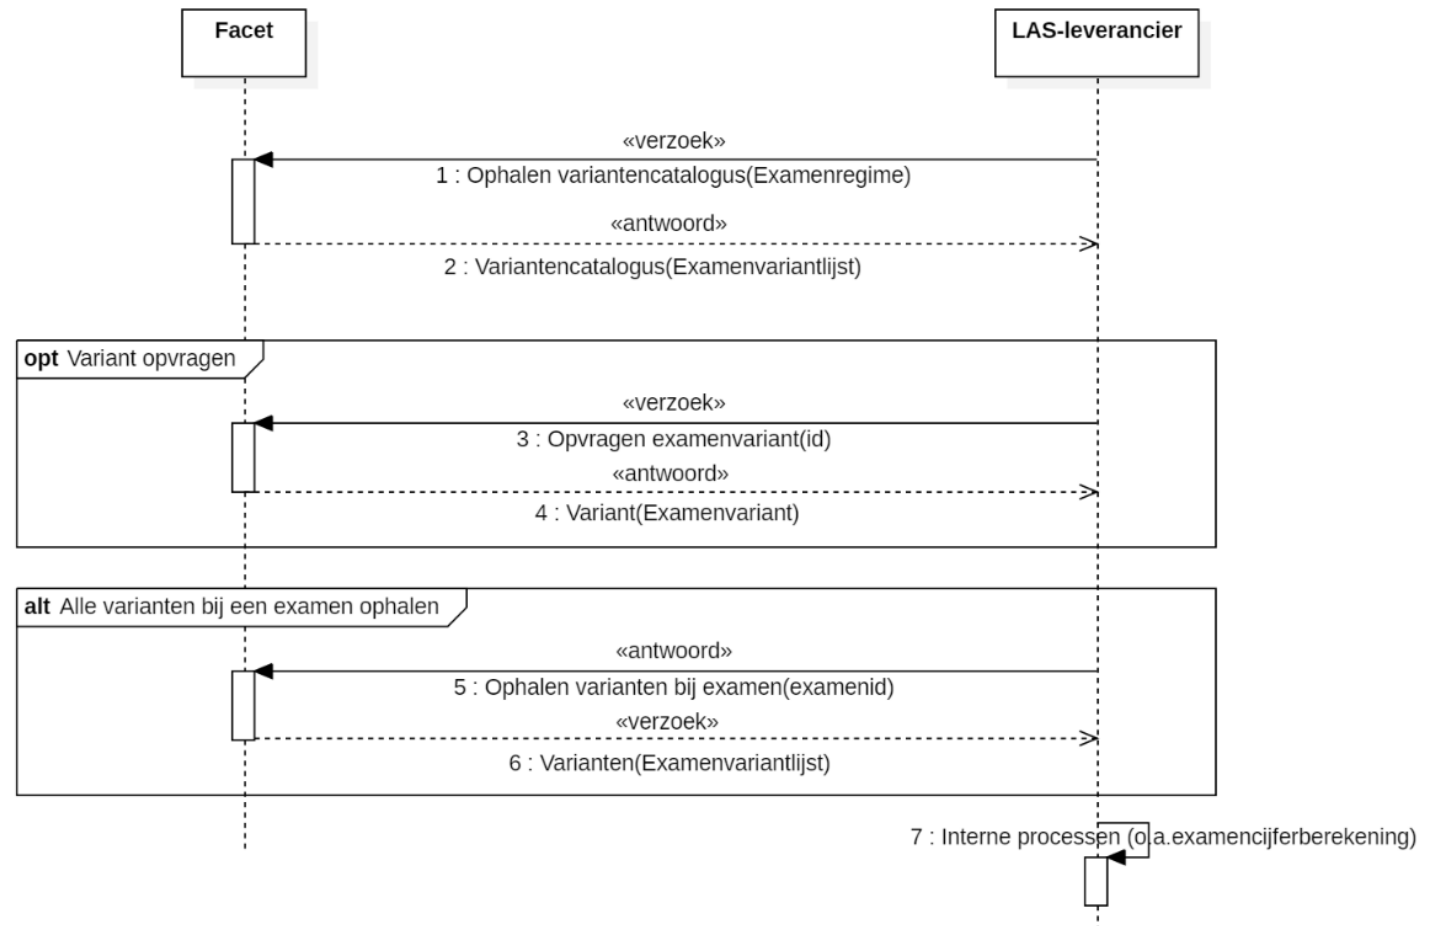 Facet
LAS-leverancier
«verzoek»
1 : Ophalen variantencatalogus(Examenregime)
«antwoord»
2 : Variantencatalogus(Examenvariantlijst)
opt Variant opvragen
«verzoek»
3 : Opvragen examenvariant(id)
«antwoord»
4 : Variant(Examenvariant)
alt Alle varianten bij een examen ophalen
«antwoord»
5 : Ophalen varianten bij examen(examenid)
«verzoek»
6 : Varianten(Examenvariantlijst)
7 : Interne processen (o.a.examencijferberekening)